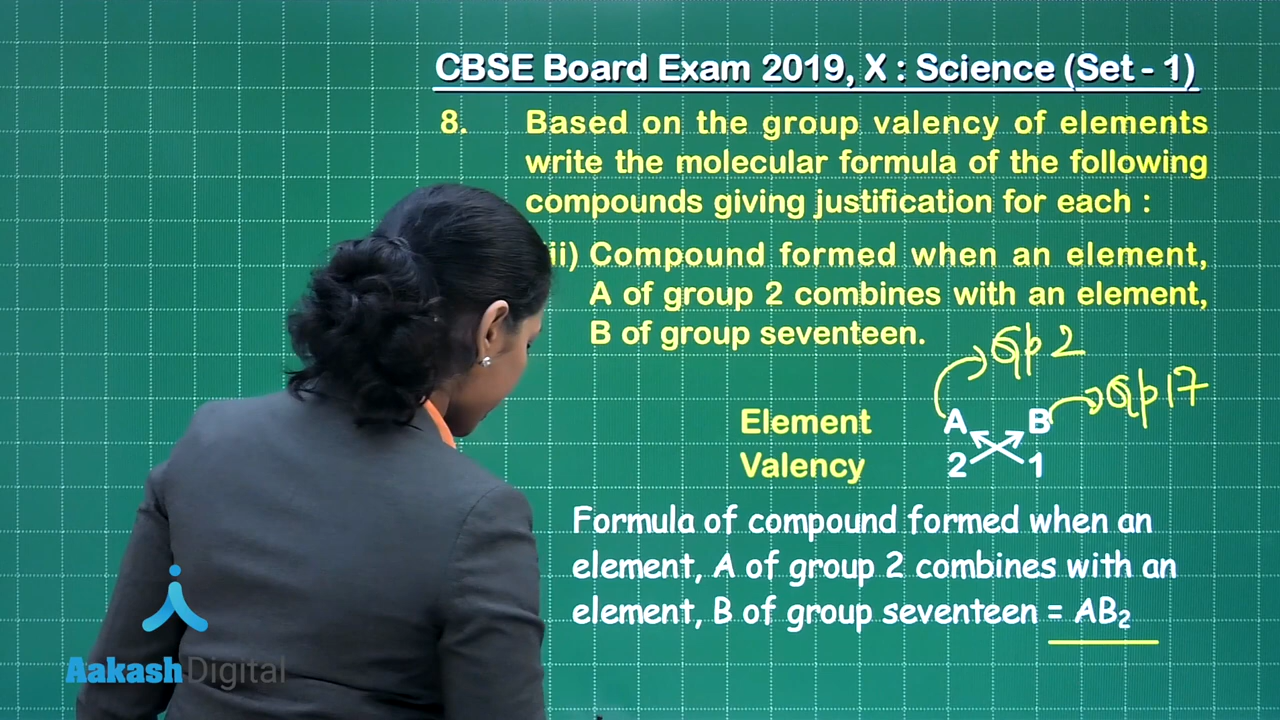 CBSE Board Exam 2019, X : Science (Set - 1)
8. Based on the group valency of elements
write the molecular formula of the following
compounds giving justification for each :
ii) Compound formed when an element,
A of group 2 combines with an element,
B of group seventeen.
Gp 2
Gp 17
Element A B
Valency 2 1
Formula of compound formed when an
element, A of group 2 combines with an
element, B of group seventeen = AB₂
Aakash Digital